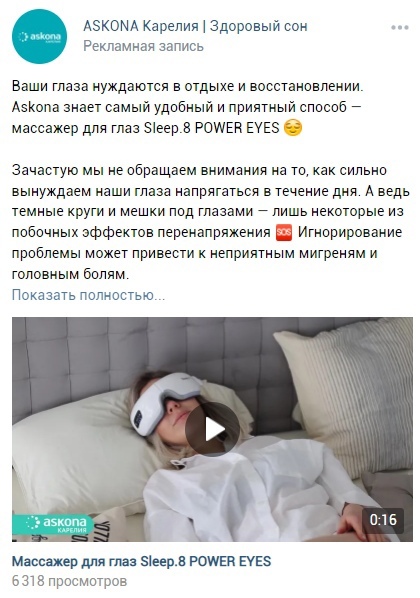 askona
КАРЕЛИЯ
ASKONA Карелия | Здоровый сон
Рекламная запись
Ваши глаза нуждаются в отдыхе и восстановлении.
Askona знает самый удобный и приятный способ —
массажер для глаз Sleep.8 POWER EYES 😌
Зачастую мы не обращаем внимания на то, как сильно
вынуждаем наши глаза напрягаться в течение дня. А ведь
темные круги и мешки под глазами — лишь некоторые из
побочных эффектов перенапряжения 🆘 Игнорирование
проблемы может привести к неприятным мигреням и
головным болям.
Показать полностью...
askona
КАРЕЛИЯ
0:16
Массажер для глаз Sleep.8 POWER EYES
6 318 просмотров